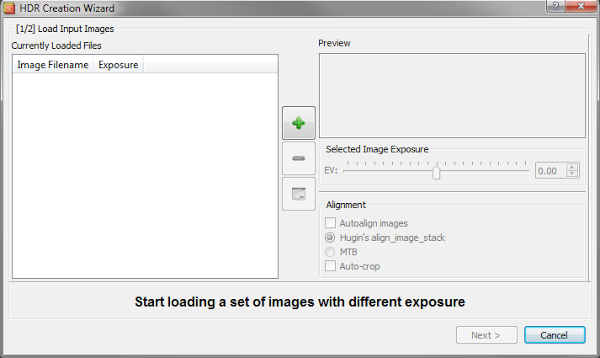 HDR Creation Wizard
[1/2] Load Input Images
Currently Loaded Files
Image Filename Exposure
Preview
Selected Image Exposure
EV: 0.00
Alignment
Autoalign images
Hugin's align_image_stack
MTB
Auto-crop
Start loading a set of images with different exposure
Next > Cancel